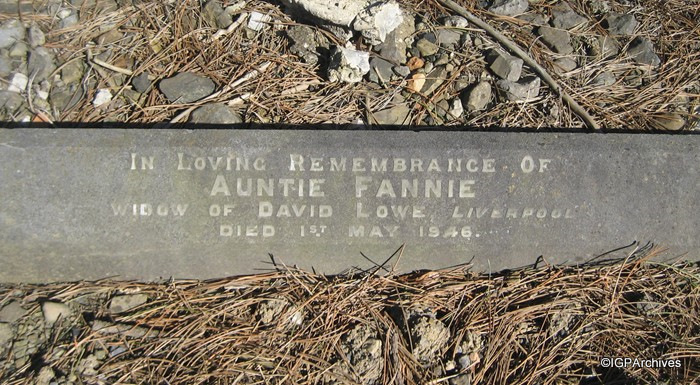 In Loving Remembrance Of
AUNTIE FANNIE
WIDOW OF DAVID LOWE, LIVERPOOL
DIED 1ST MAY 1946.
©IGPArchives